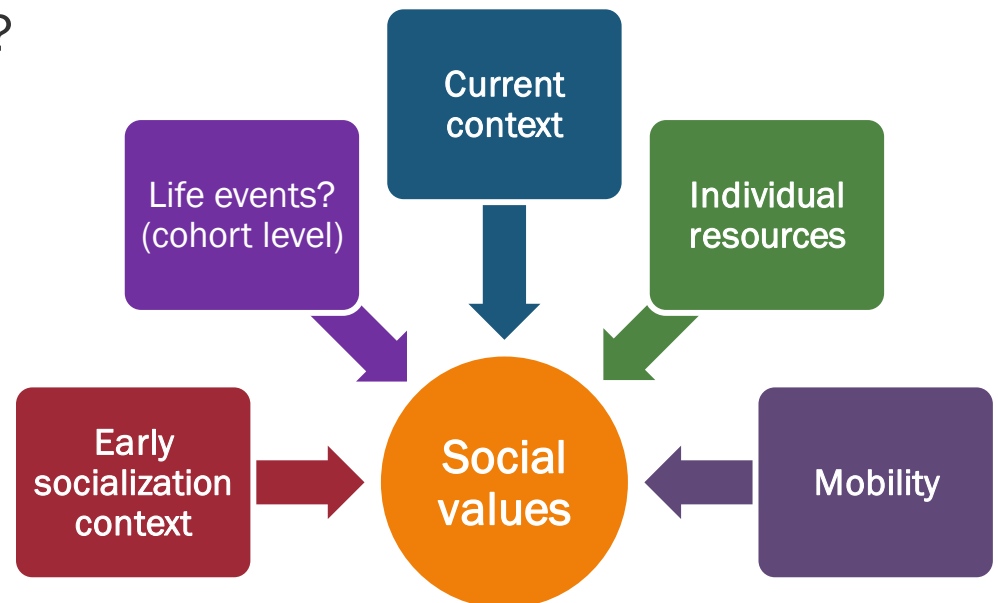 ?
Current
context
Life events?
(cohort level)
Individual
resources
Early
socialization
context
Social
values
Mobility